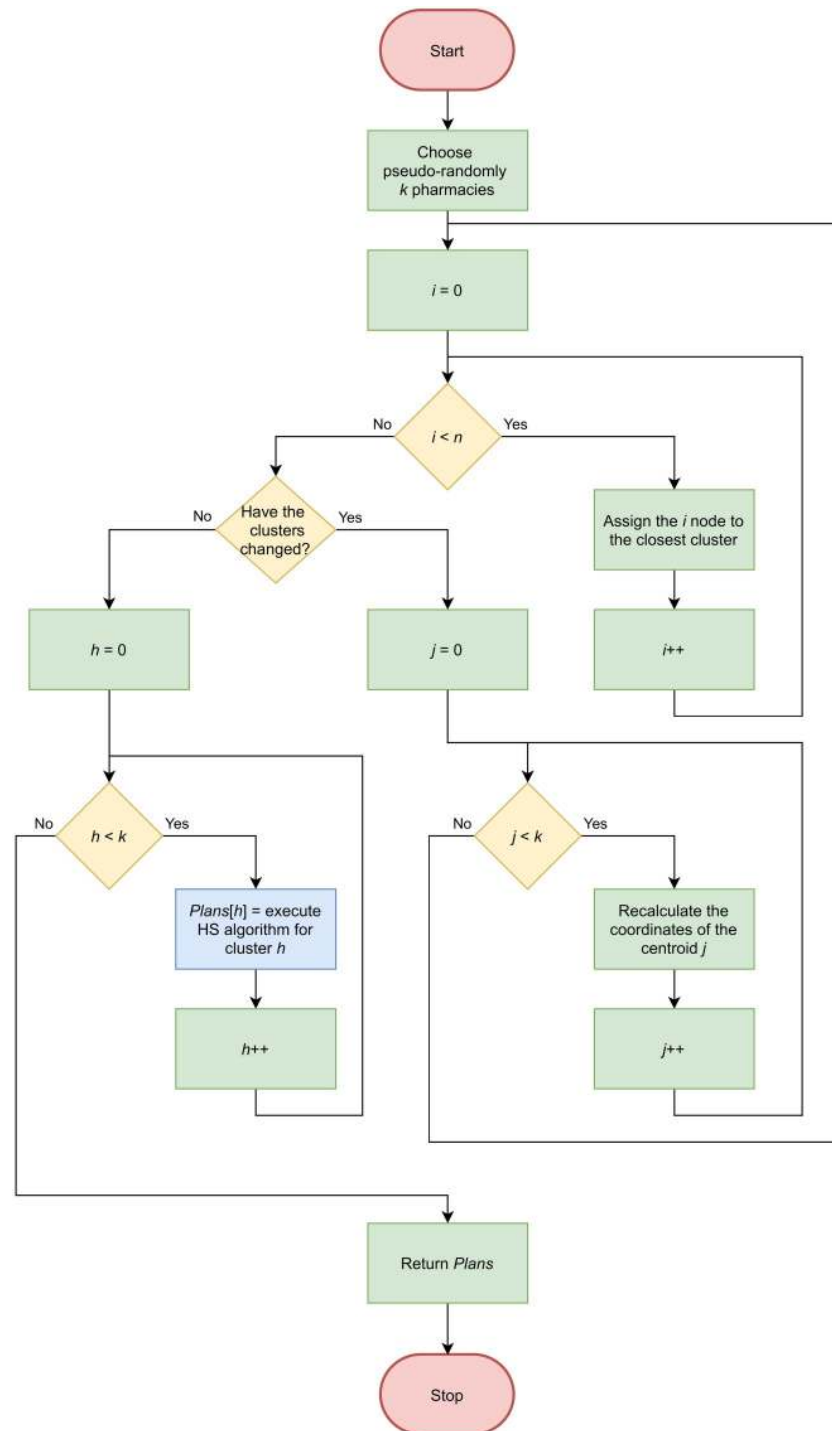 Start
Choose
pseudo-randomly
k pharmacies
i = 0
No
i < n
Yes
No
Have the
clusters
changed?
Yes
Assign the i node to
the closest cluster
h = 0
j = 0
i++
No
h < k
Yes
No
j < k
Yes
Plans[h] = execute
HS algorithm for
cluster h
Recalculate the
coordinates of the
centroid j
h++
j++
Return Plans
Stop